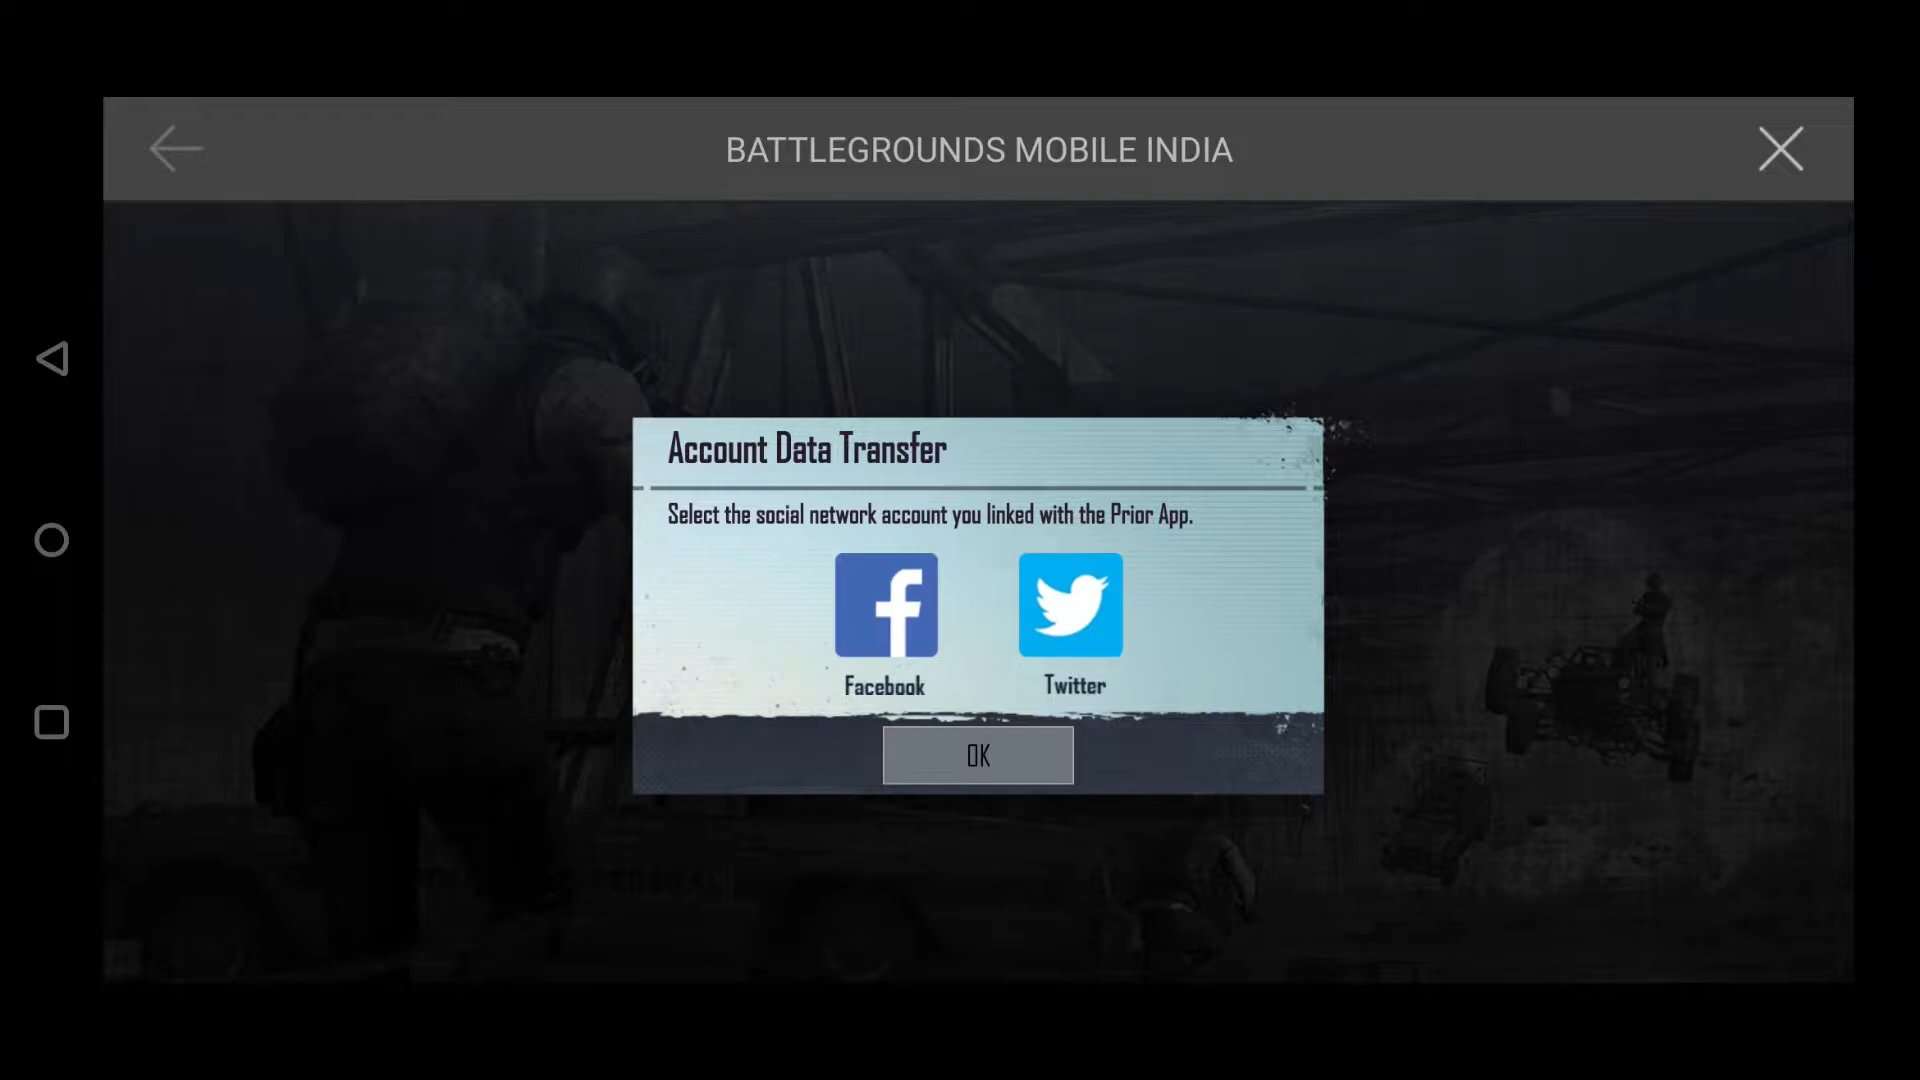 BATTLEGROUNDS MOBILE INDIA
Account Data Transfer
Select the social network account you linked with the Prior App.
Facebook
Twitter
OK